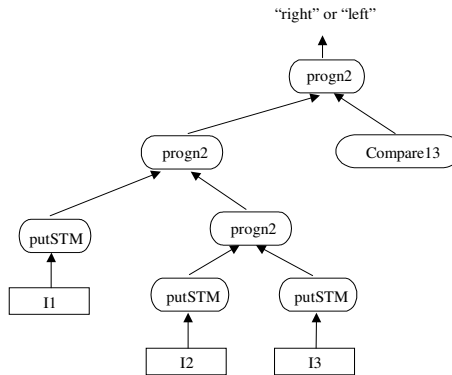 “right” or “left”
progn2
progn2
Compare13
putSTM
progn2
I1
putSTM
putSTM
I2
I3